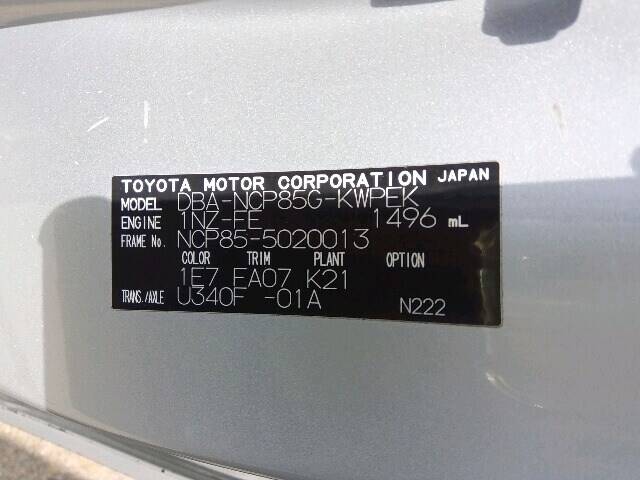 TOYOTA MOTOR CORPORATION JAPAN
MODEL DBA-NCP85G-KWPEK
ENGINE 1NZ-FE 1496 mL
FRAME No. NCP85-5020013
COLOR TRIM PLANT OPTION
1E7 EA07 K21
TRANS./AXLE U340F -01A N222